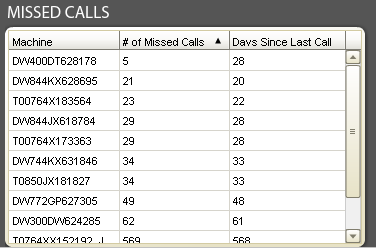 MISSED CALLS
Machine # of Missed Calls Days Since Last Call
DW400DT628178 5 28
DW844KX628695 21 20
T00764X183564 23 22
DW844JX618784 29 28
T00764X173363 29 28
DW744KX631846 34 33
T0850JX181827 34 33
DW772GP627305 49 48
DW300DW624285 62 61
T0764XX152192 J 569 568